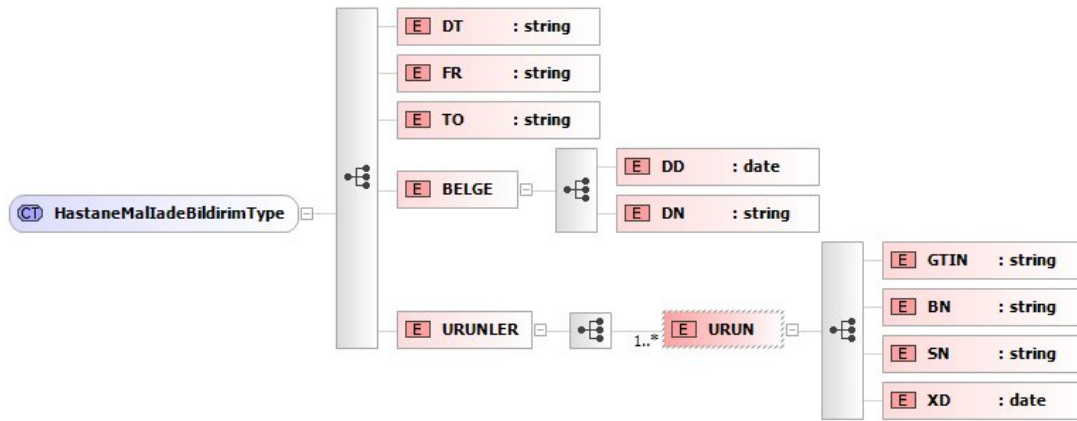 E DT : string
E FR : string
E TO : string
CT HastaneMalIadeBildirimType
E BELGE
E DD : date
E DN : string
E URUNLER
1..*
E URUN
E GTIN : string
E BN : string
E SN : string
E XD : date